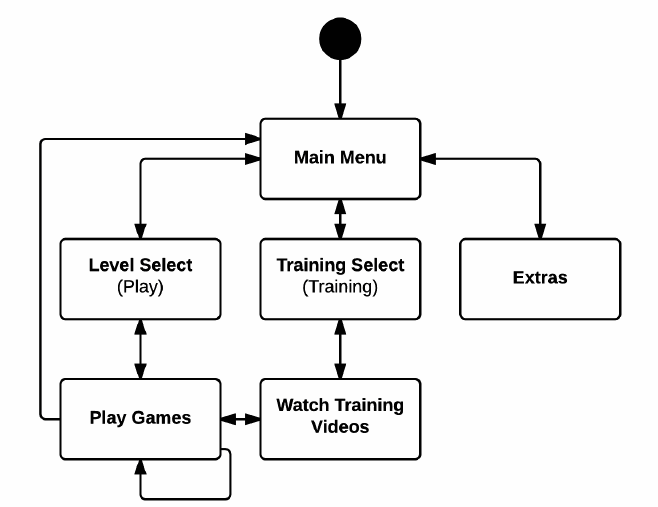 Main Menu
Level Select
(Play)
Training Select
(Training)
Extras
Play Games
Watch Training
Videos